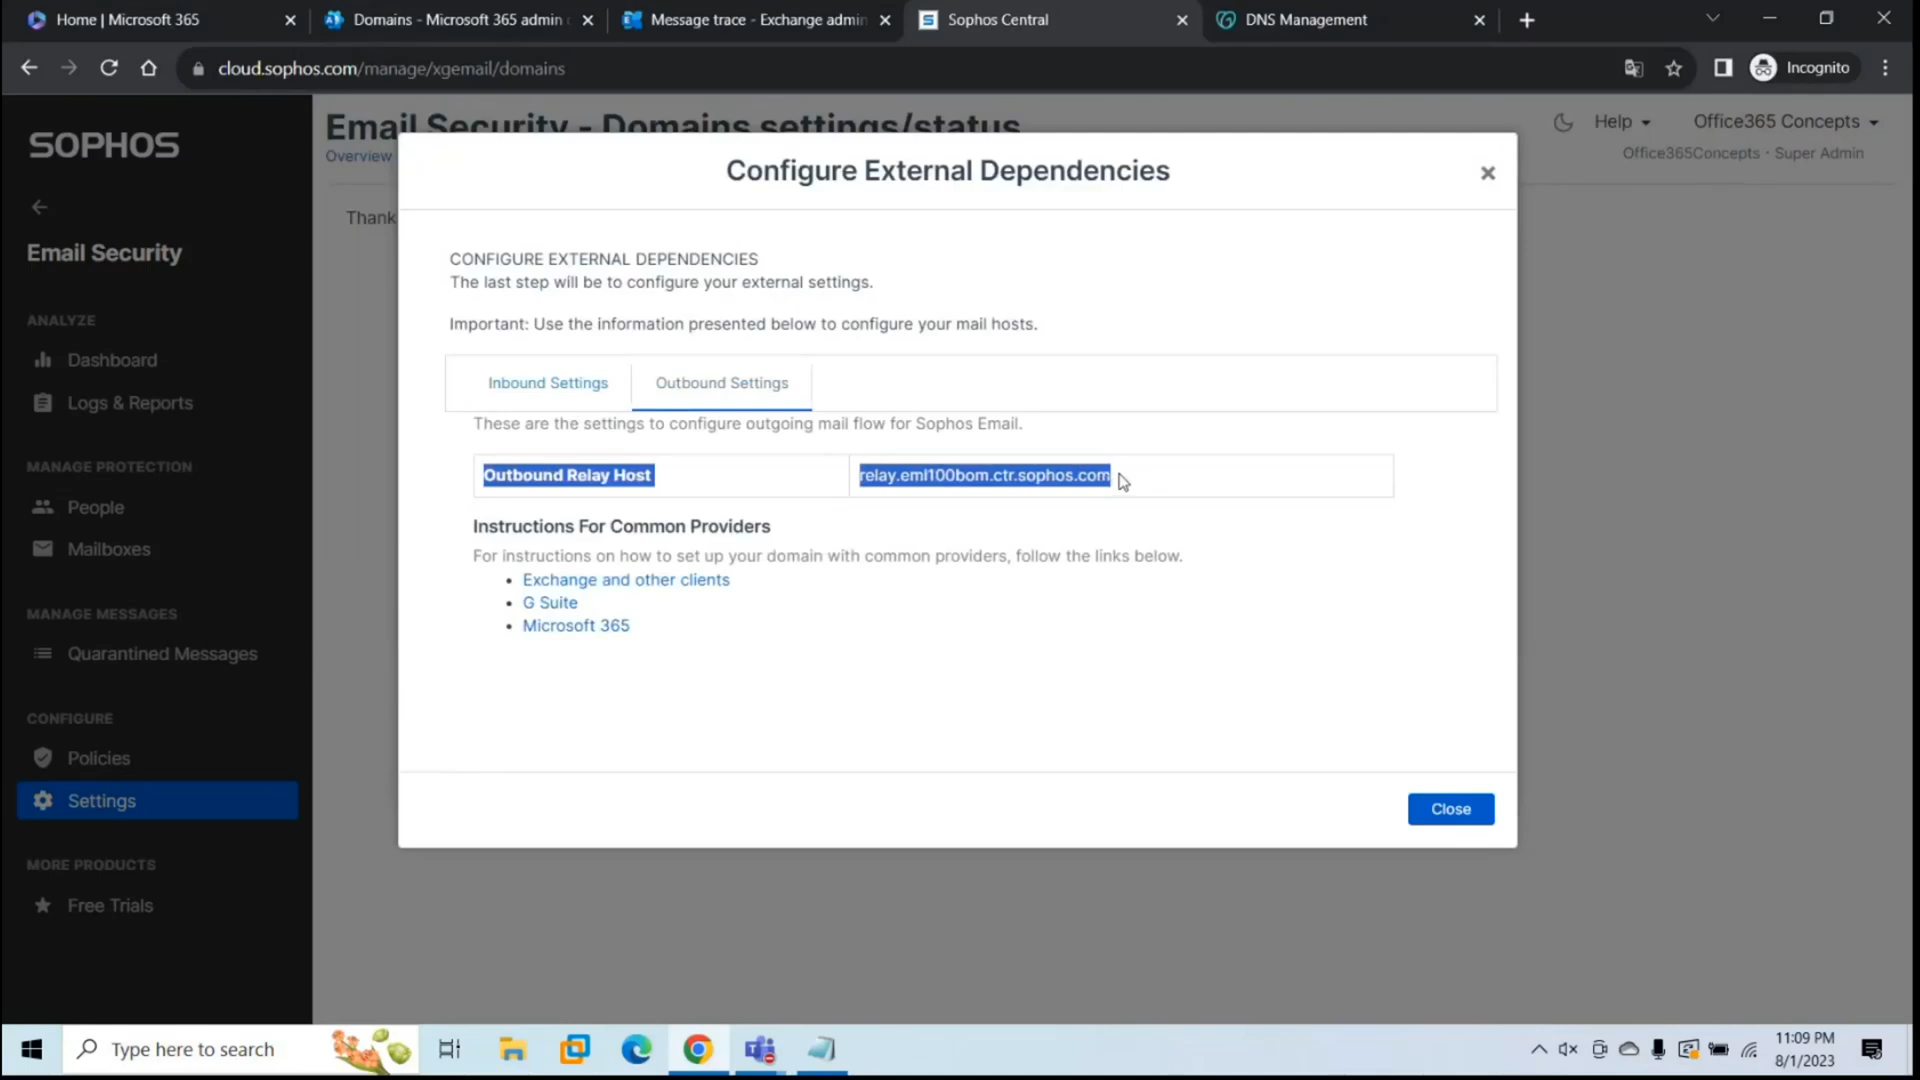 Home | Microsoft 365
Domains - Microsoft 365 admin c
Message trace - Exchange admin
Sophos Central
DNS Management
cloud.sophos.com/manage/xgemail/domains
Incognito
SOPHOS
Email Security
ANALYZE
Dashboard
Logs & Reports
MANAGE PROTECTION
People
Mailboxes
MANAGE MESSAGES
Quarantined Messages
CONFIGURE
Policies
Settings
MORE PRODUCTS
Free Trials
Email Security - Domains settings/status
Overview
Help
Office365 Concepts
Office365Concepts · Super Admin
Thank
Configure External Dependencies
CONFIGURE EXTERNAL DEPENDENCIES
The last step will be to configure your external settings.
Important: Use the information presented below to configure your mail hosts.
Inbound Settings
Outbound Settings
These are the settings to configure outgoing mail flow for Sophos Email.
Outbound Relay Host
relay.eml100bom.ctr.sophos.com
Instructions For Common Providers
For instructions on how to set up your domain with common providers, follow the links below.
• Exchange and other clients
• G Suite
• Microsoft 365
Close
Type here to search
11:09 PM
8/1/2023